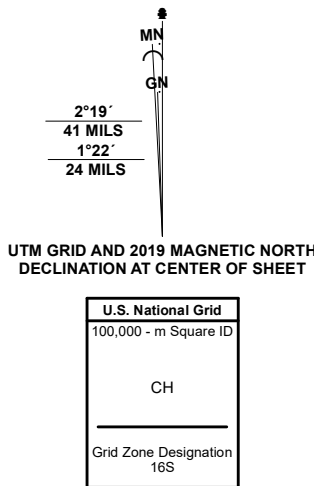 MN
GN
2°19´
41 MILS
1°22´
24 MILS
UTM GRID AND 2019 MAGNETIC NORTH
DECLINATION AT CENTER OF SHEET
U.S. National Grid
100,000 - m Square ID
CH
Grid Zone Designation
16S